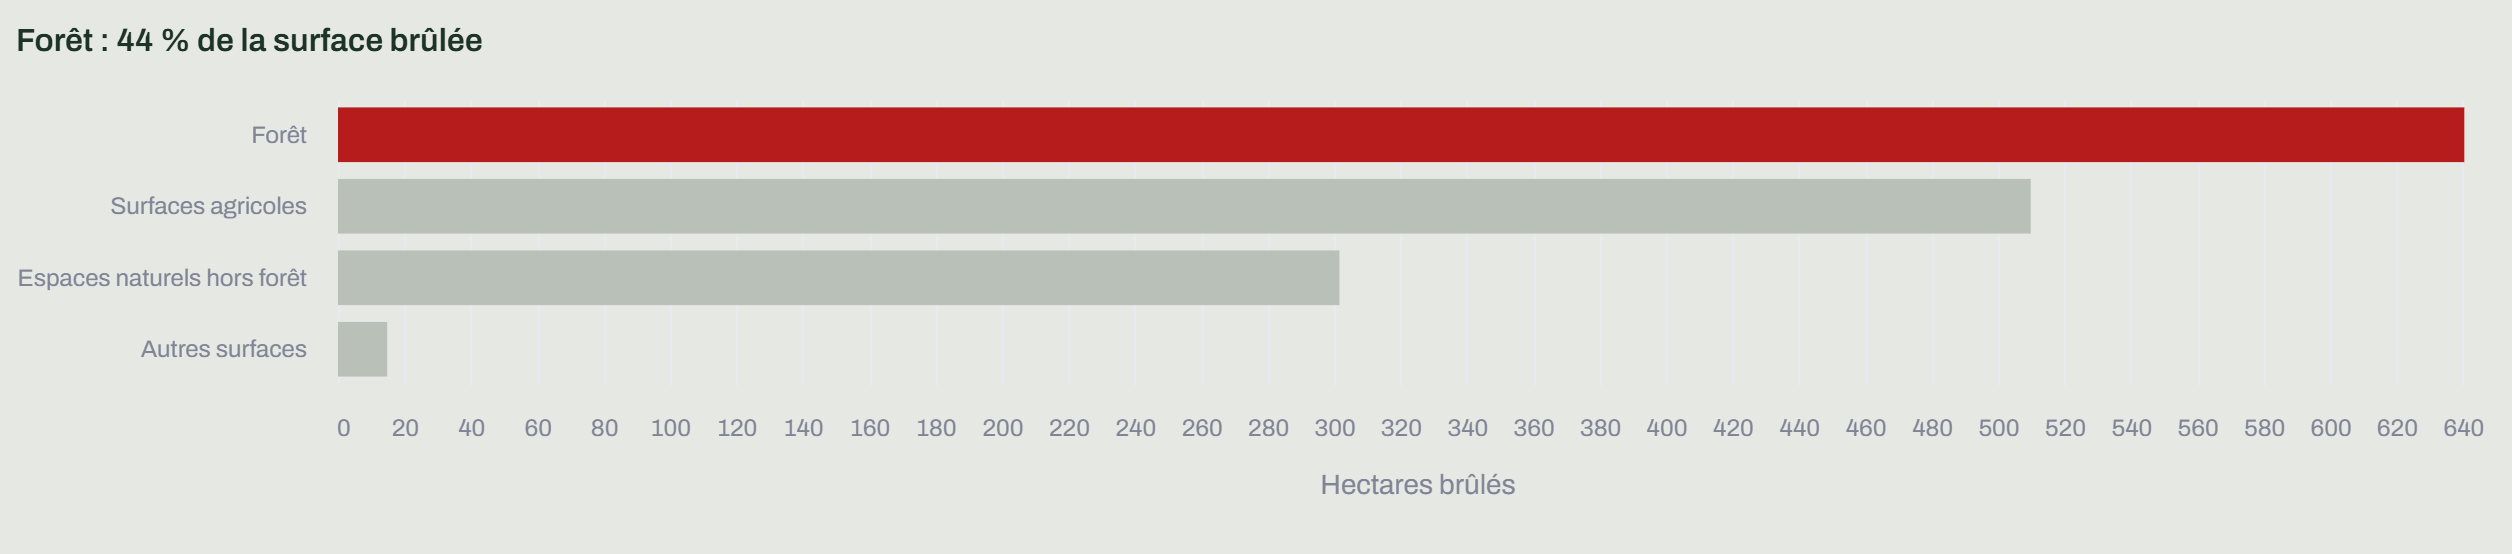 Forêt : 44 % de la surface brûlée
Forêt
Surfaces agricoles
Espaces naturels hors forêt
Autres surfaces
0 20 40 60 80 100 120 140 160 180 200 220 240 260 280 300 320 340 360 380 400 420 440 460 480 500 520 540 560 580 600 620 640
Hectares brûlés